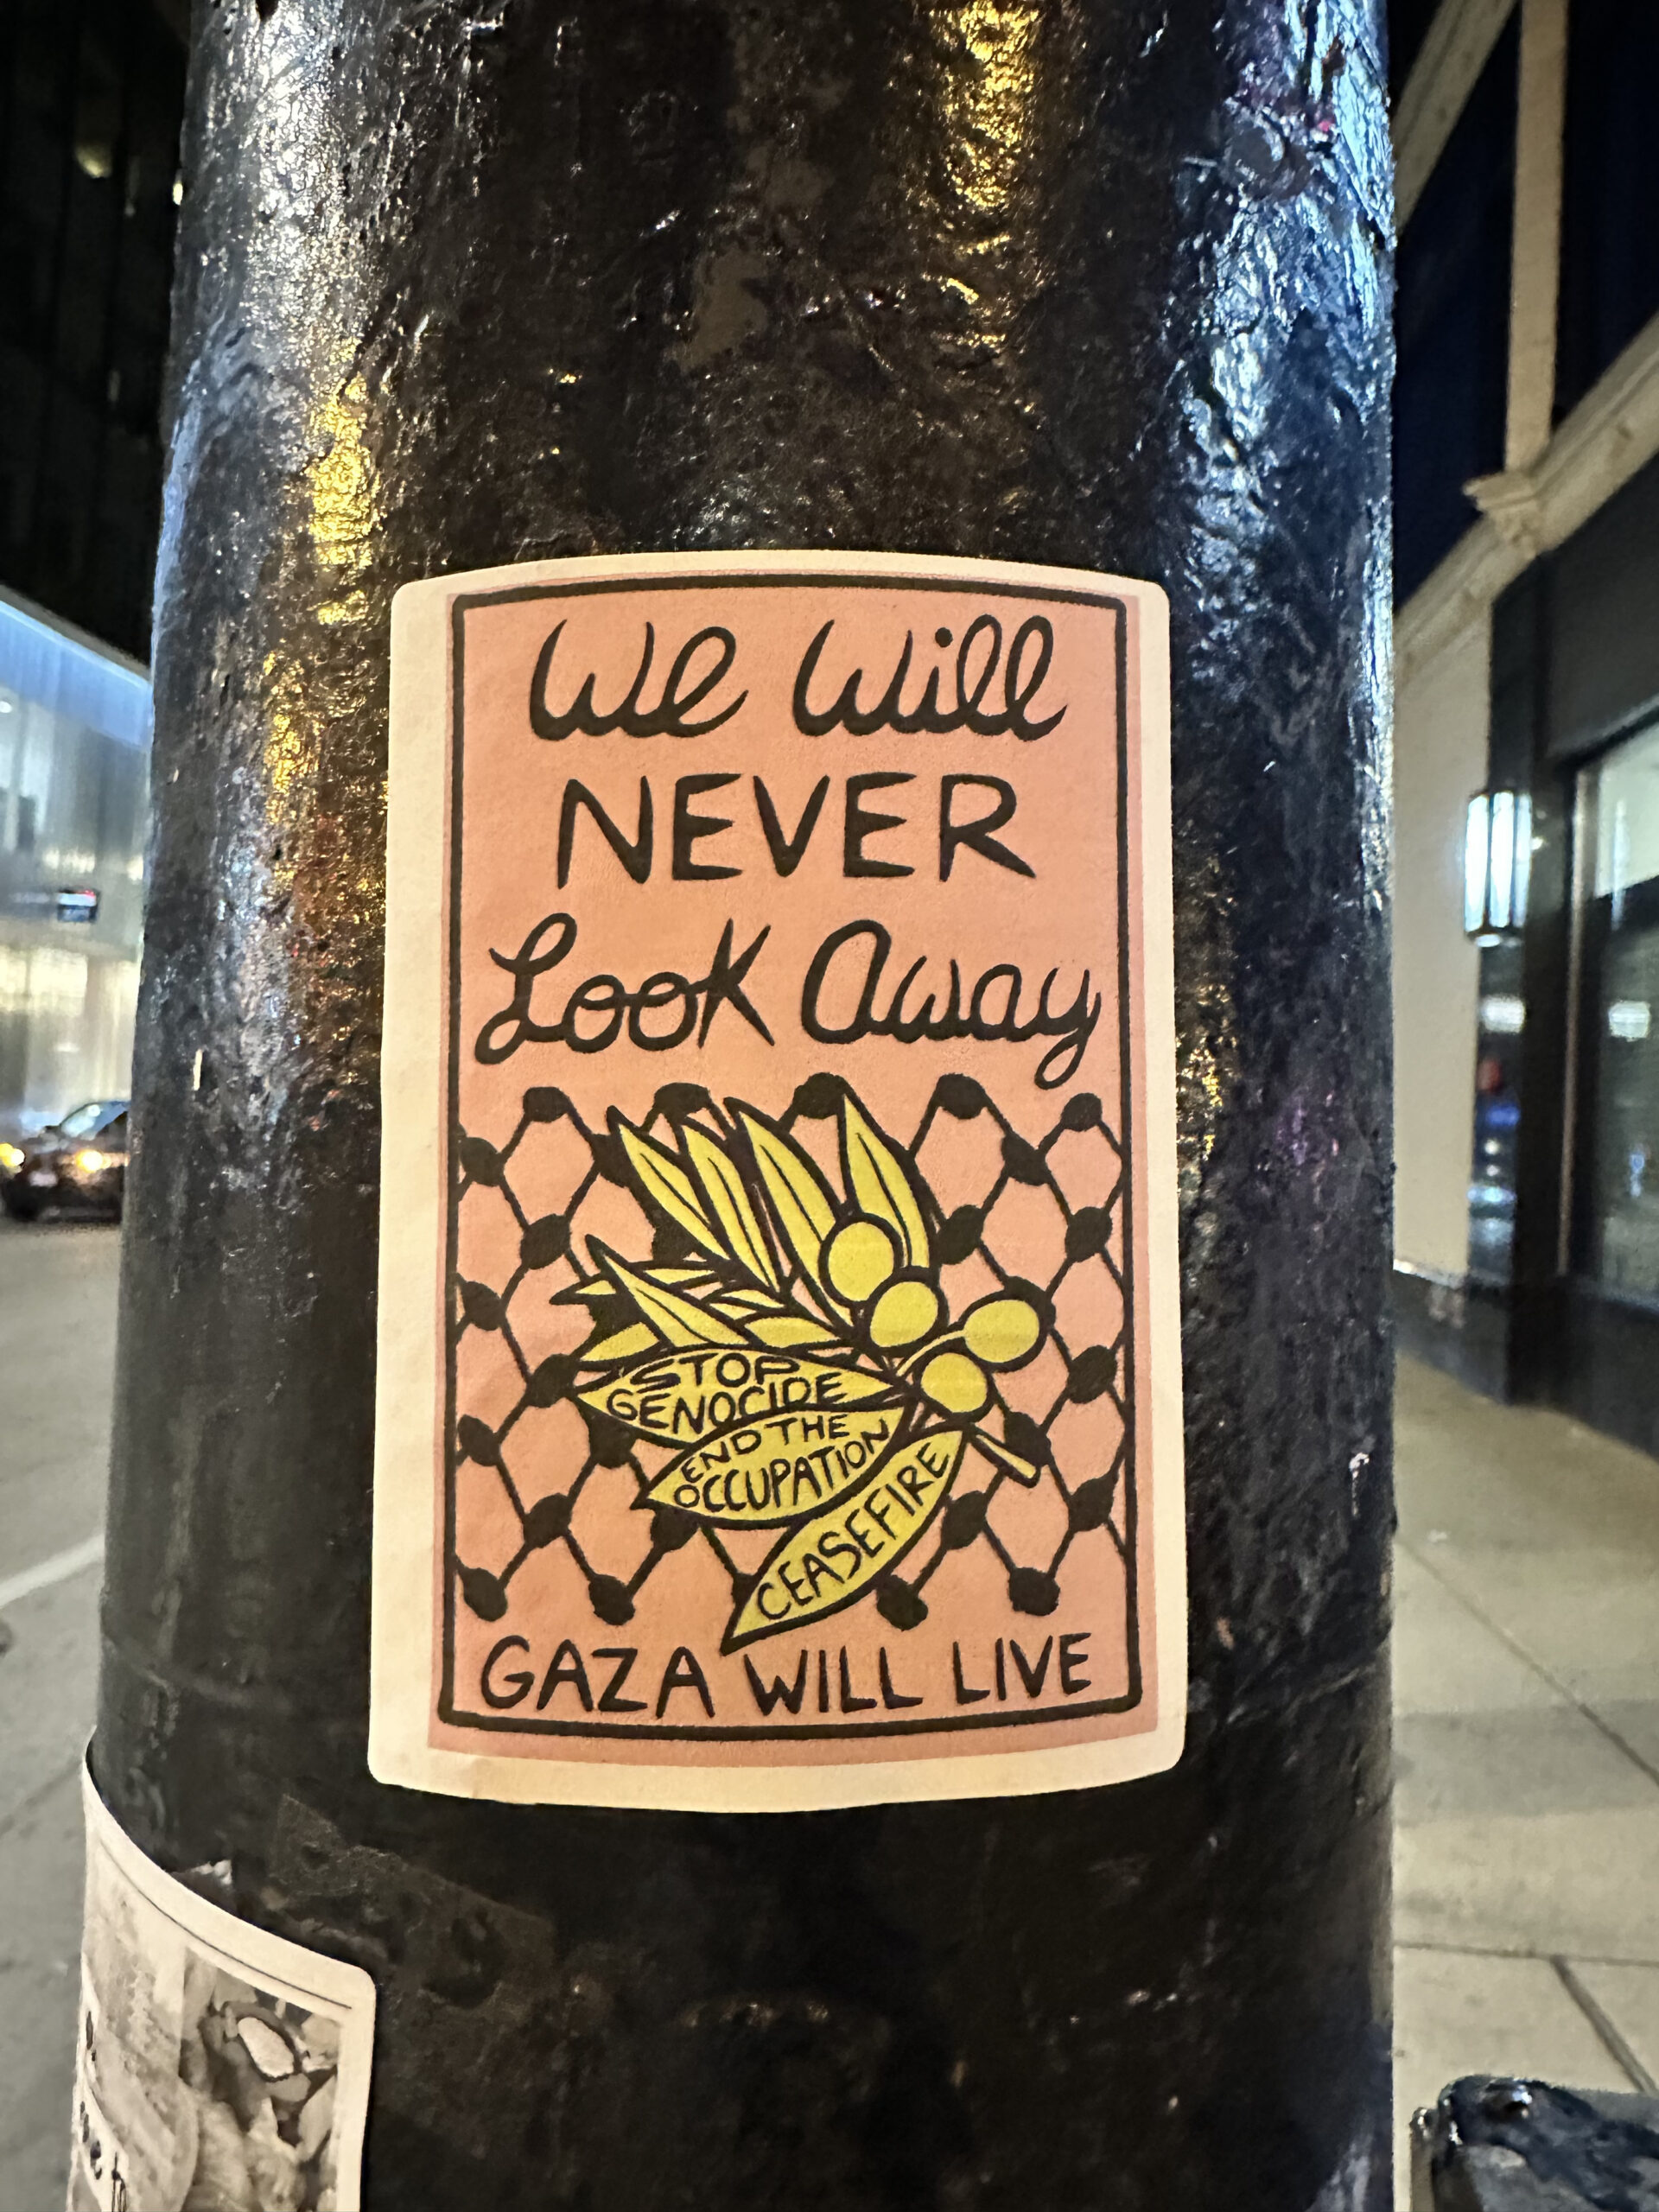 We Will
NEVER
Look Away
STOP
GENOCIDE
END THE
OCCUPATION
CEASEFIRE
GAZA WILL LIVE